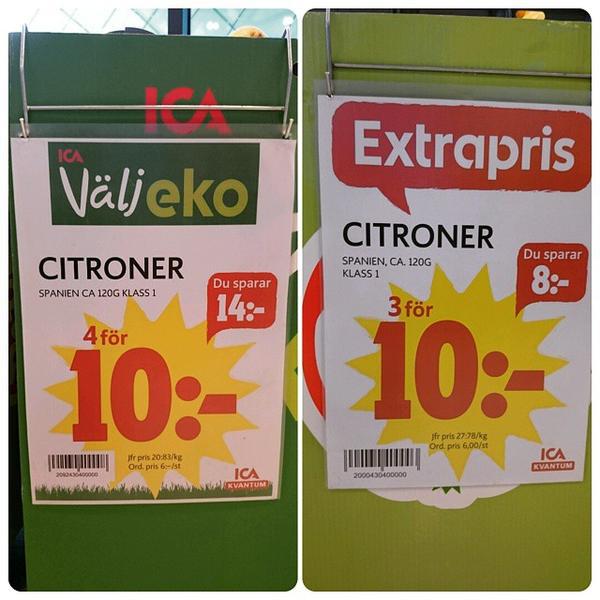 ICA
ICA
Välj eko
CITRONER
SPANIEN CA 120G KLASS 1
Du sparar
14:-
4 för
10:-
Jfr pris 20:83/kg
Ord. pris 6:-/st
2092430400000
ICA
KVANTUM
Extrapris
CITRONER
SPANIEN, CA. 120G
KLASS 1
Du sparar
8:-
3 för
10:-
Jfr pris 27:78/kg
Ord. pris 6,00/st
2000430400000
ICA
KVANTUM